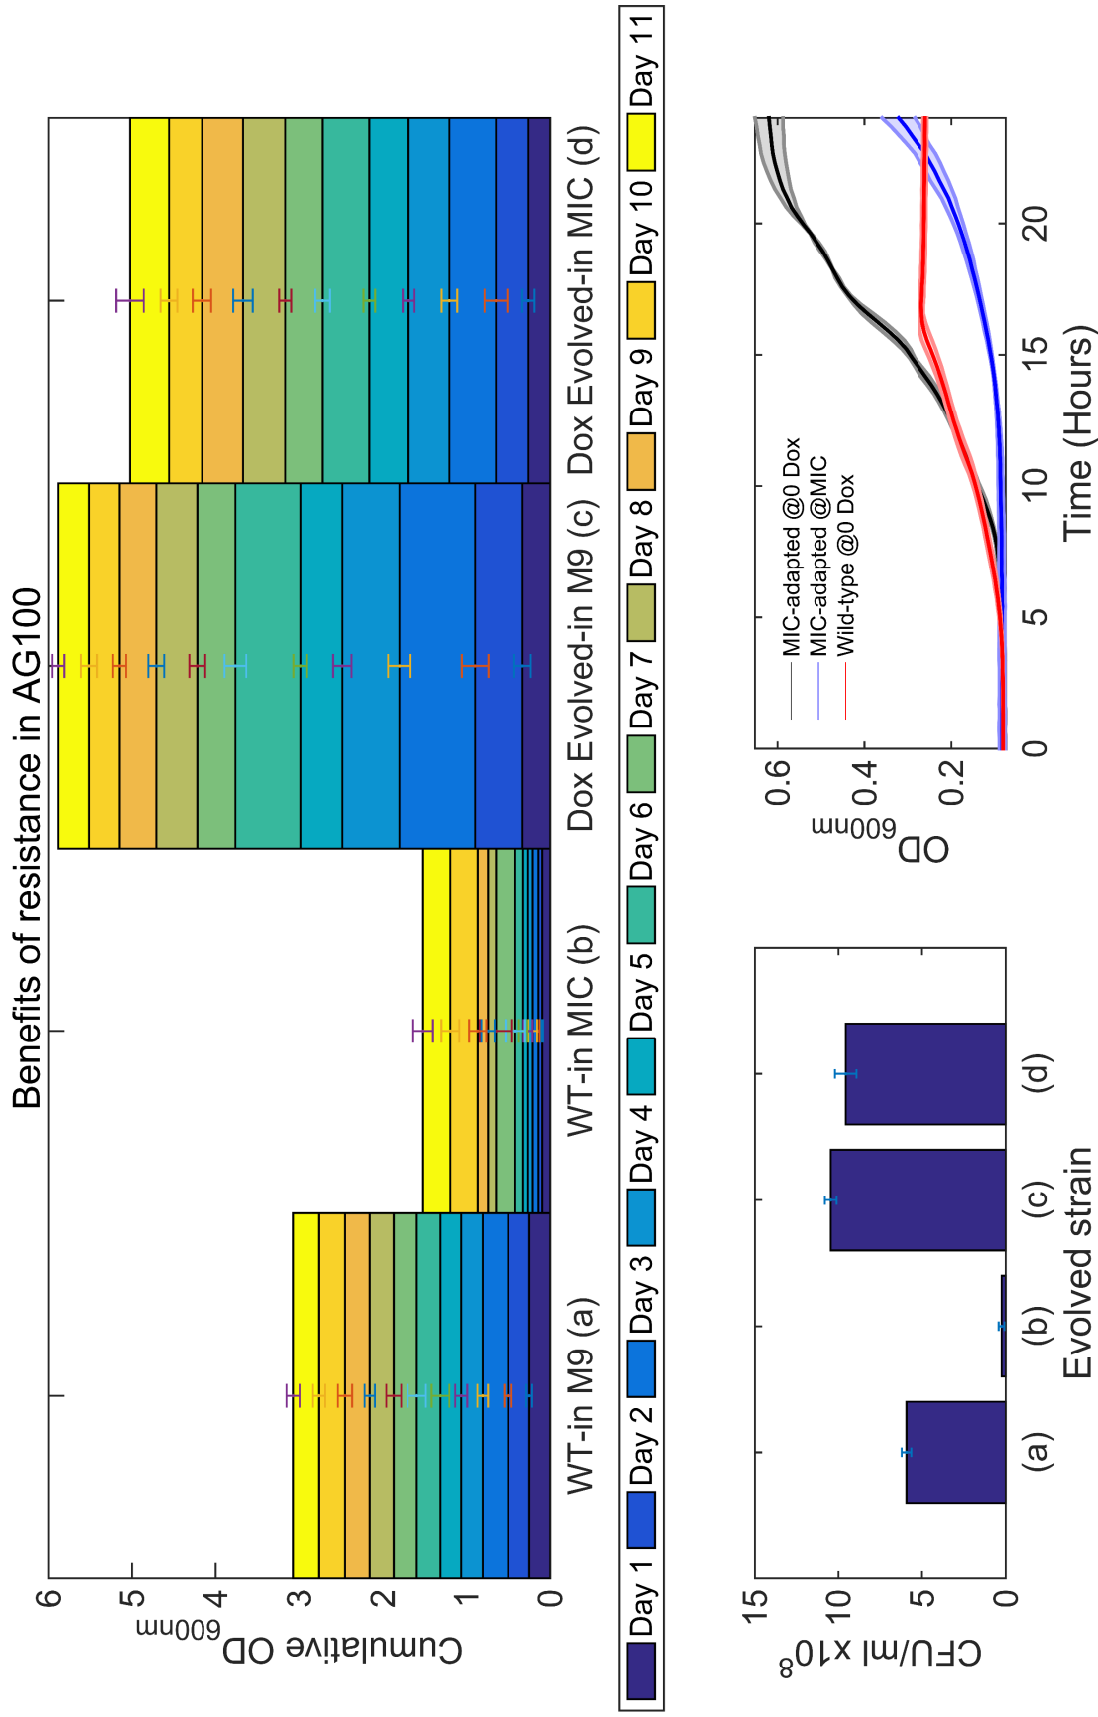 Benefits of resistance in AG100
Cumulative OD600nm
6
5
4
3
2
1
0
WT-in M9 (a)
WT-in MIC (b)
Dox Evolved-in M9 (c)
Dox Evolved-in MIC (d)
Day 1 Day 2 Day 3 Day 4 Day 5 Day 6 Day 7 Day 8 Day 9 Day 10 Day 11
CFU/ml x10^8
15
10
5
0
(a) (b) (c) (d)
Evolved strain
OD600nm
0.6
0.4
0.2
MIC-adapted @0 Dox
MIC-adapted @MIC
Wild-type @0 Dox
0 5 10 15 20
Time (Hours)